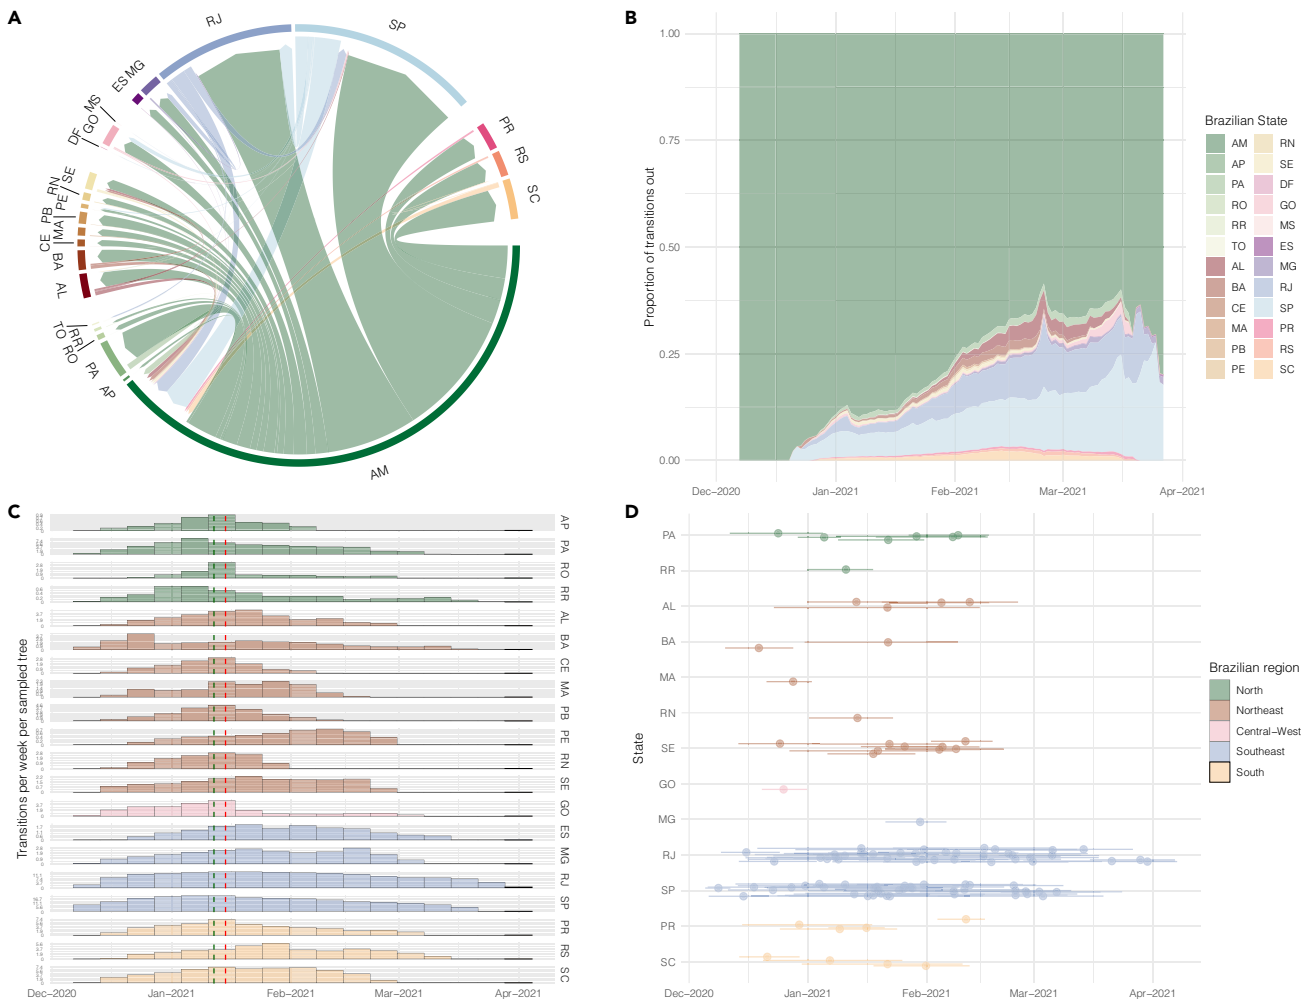 A
RJ
SP
ES
MG
MS
GO
DF
SE
RN
PE
PB
MA
CE
BA
AL
TO
RR
RO
PA
AP
AM
PR
RS
SC
B
1.00
0.75
0.50
0.25
0.00
Proportion of transitions out
Dec−2020
Jan−2021
Feb−2021
Mar−2021
Apr−2021
Brazilian State
AM
AP
PA
RO
RR
TO
AL
BA
CE
MA
PB
PE
RN
SE
DF
GO
MS
ES
MG
RJ
SP
PR
RS
SC
C
Transitions per week per sampled tree
AP
PA
RO
RR
AL
BA
CE
MA
PB
PE
RN
SE
GO
ES
MG
RJ
SP
PR
RS
SC
Dec−2020
Jan−2021
Feb−2021
Mar−2021
Apr−2021
D
State
PA
RR
AL
BA
MA
RN
SE
GO
MG
RJ
SP
PR
SC
Dec−2020
Jan−2021
Feb−2021
Mar−2021
Apr−2021
Brazilian region
North
Northeast
Central−West
Southeast
South